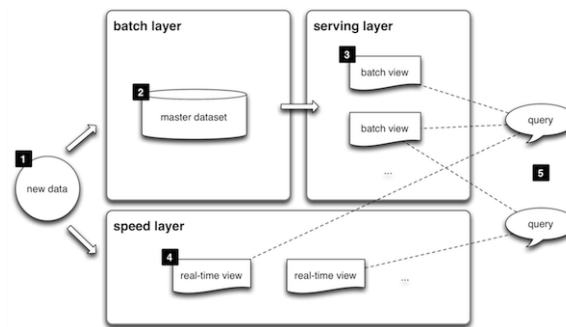 batch layer
serving layer
3
batch view
2
master dataset
query
batch view
1
5
new data
...
query
speed layer
4
real-time view
real-time view
...